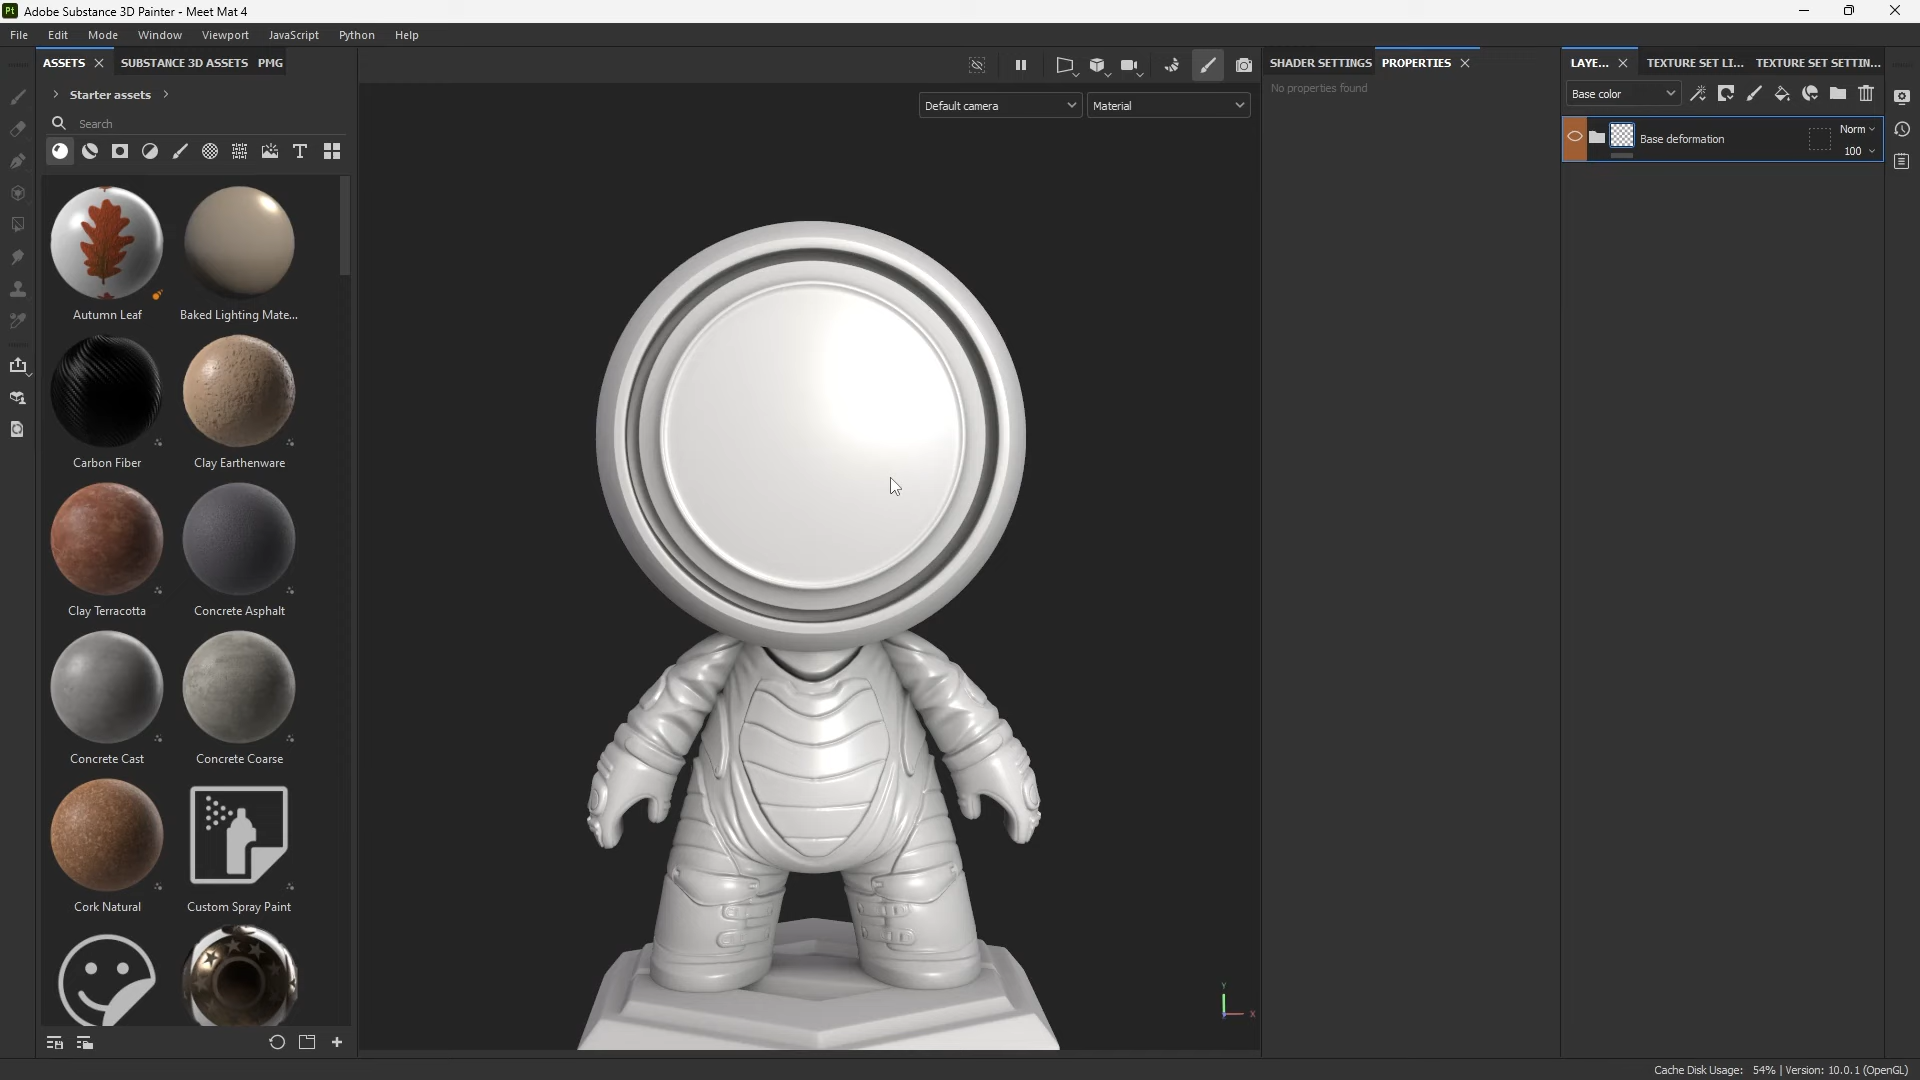 Pt Adobe Substance 3D Painter - Meet Mat 4
File Edit Mode Window Viewport JavaScript Python Help
ASSETS SUBSTANCE 3D ASSETS PMG
Starter assets
Search
Autumn Leaf
Baked Lighting Mate...
Carbon Fiber
Clay Earthenware
Clay Terracotta
Concrete Asphalt
Concrete Cast
Concrete Coarse
Cork Natural
Custom Spray Paint
Default camera
Material
Y
X
SHADER SETTINGS PROPERTIES
No properties found
LAYE... TEXTURE SET LI... TEXTURE SET SETTIN...
Base color
Base deformation
Norm
100
Cache Disk Usage: 54% | Version: 10.0.1 (OpenGL)